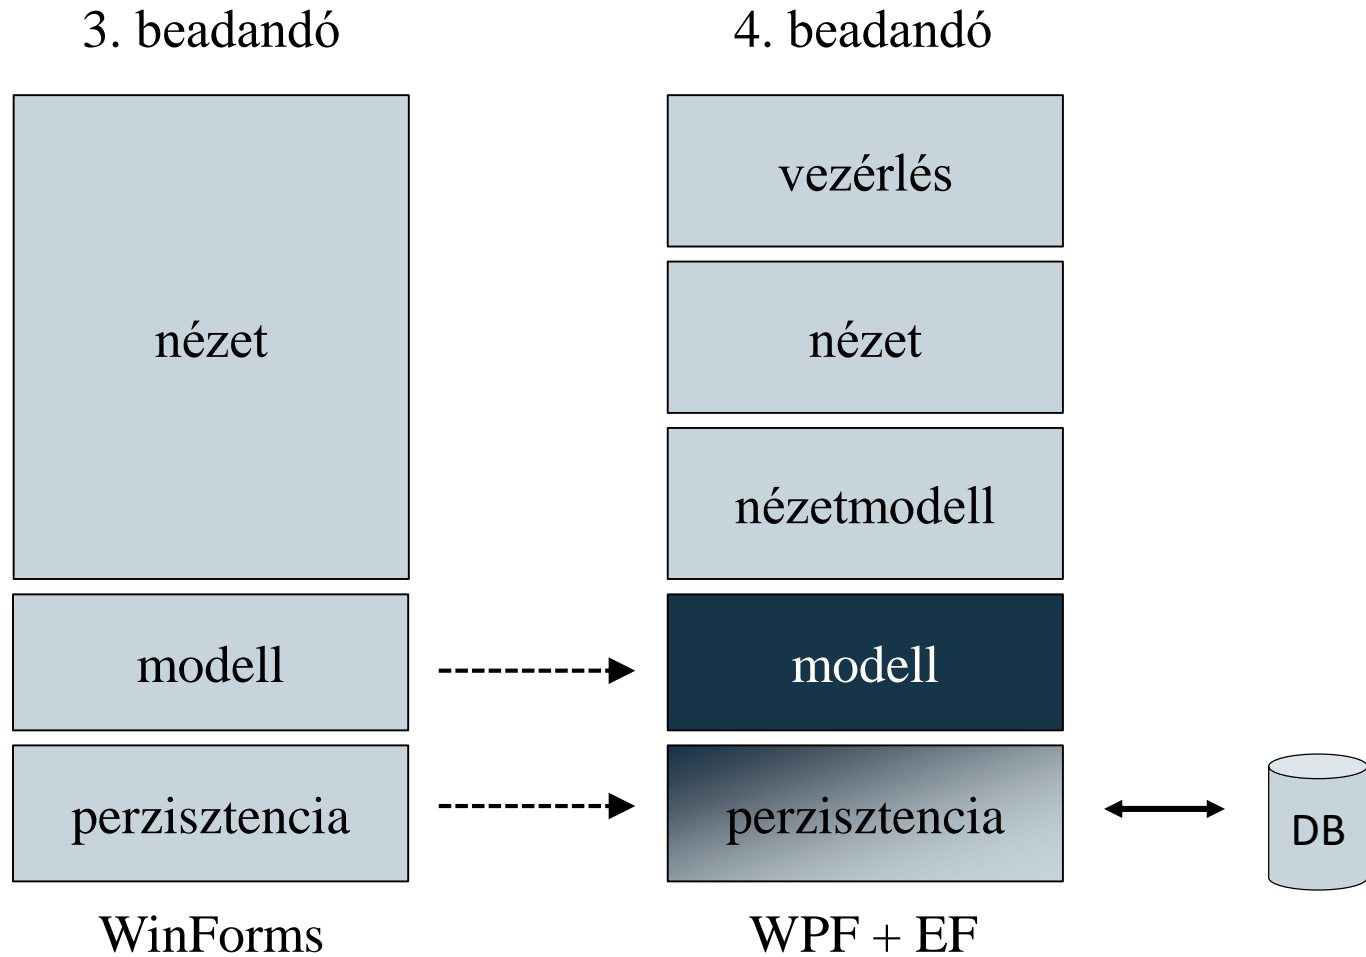 3. beadandó
4. beadandó
nézet
modell
perzisztencia
WinForms
vezérlés
nézet
nézetmodell
modell
perzisztencia
WPF + EF
DB